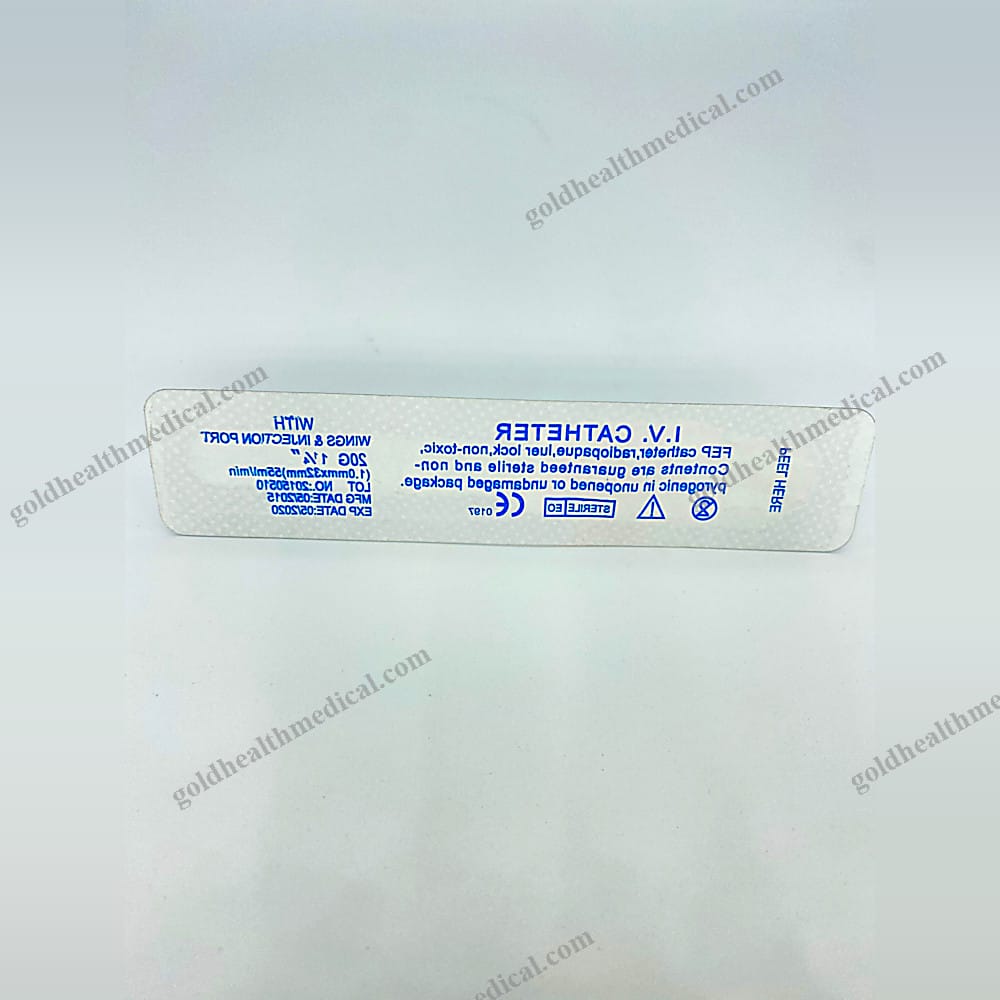 goldhealthmedical.com
goldhealthmedical.com
goldhealthmedical.com
PEEL HERE
I.V. CATHETER
FEP catheter,radiopaque,luer lock,non-toxic,
Contents are guaranteed sterile and non-
pyrogenic in unopened or undamaged package.
STERILE EO
CE 0197
WITH
WINGS & INJECTION PORT
20G 1¼"
(1.0mmx32mm)55ml/min
LOT NO.:20150510
MFG DATE:05/2015
EXP DATE:05/2020
goldhealthmedical.com
goldhealthme
medical.com